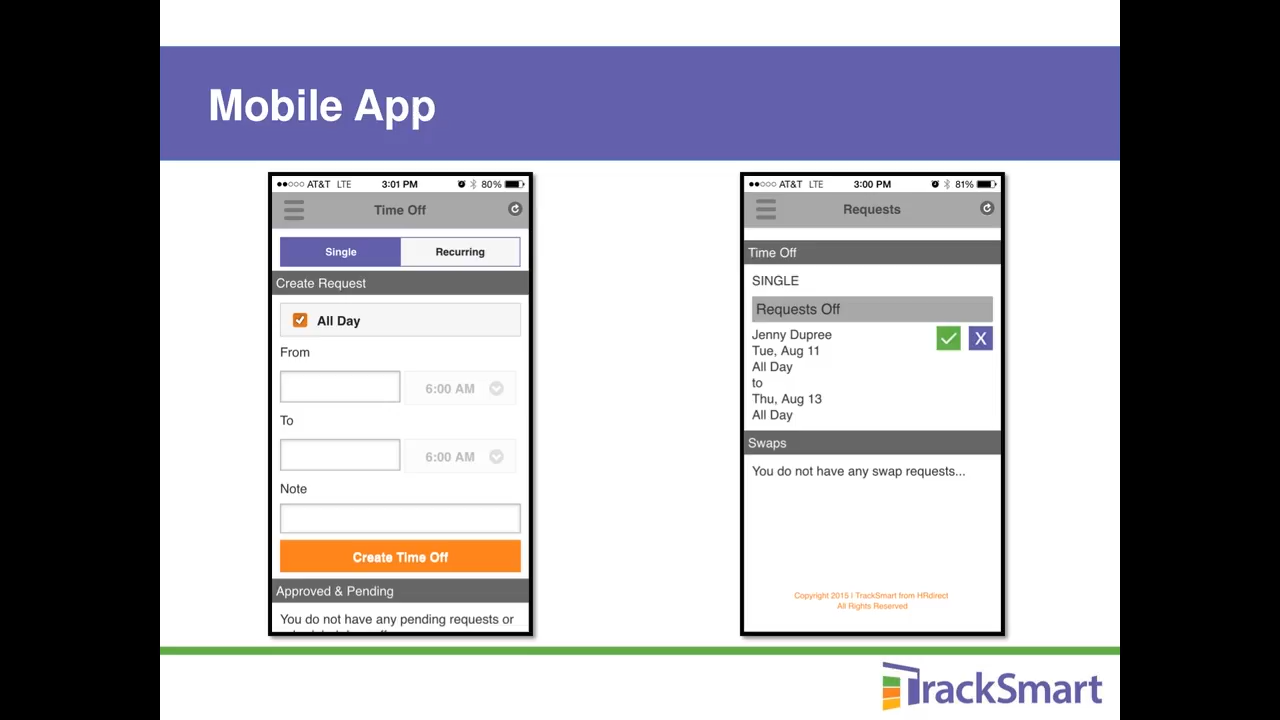 Mobile App
AT&T LTE 3:01 PM 80%
Time Off
Single Recurring
Create Request
All Day
From
6:00 AM
To
6:00 AM
Note
Create Time Off
Approved & Pending
You do not have any pending requests or
AT&T LTE 3:00 PM 81%
Requests
Time Off
SINGLE
Requests Off
Jenny Dupree
X
Tue, Aug 11
All Day
to
Thu, Aug 13
All Day
Swaps
You do not have any swap requests...
Copyright 2015 | TrackSmart from HRdirect
All Rights Reserved
TrackSmart